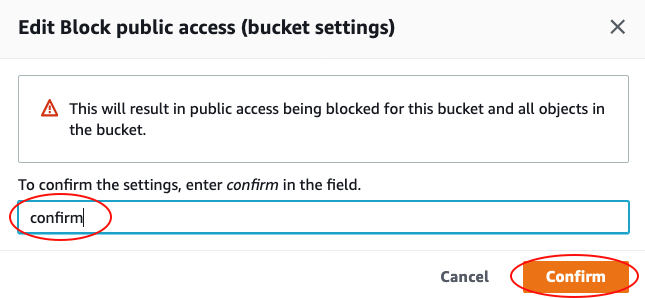 Edit Block public access (bucket settings)
This will result in public access being blocked for this bucket and all objects in
the bucket.
To confirm the settings, enter confirm in the field.
confirm
Cancel
Confirm